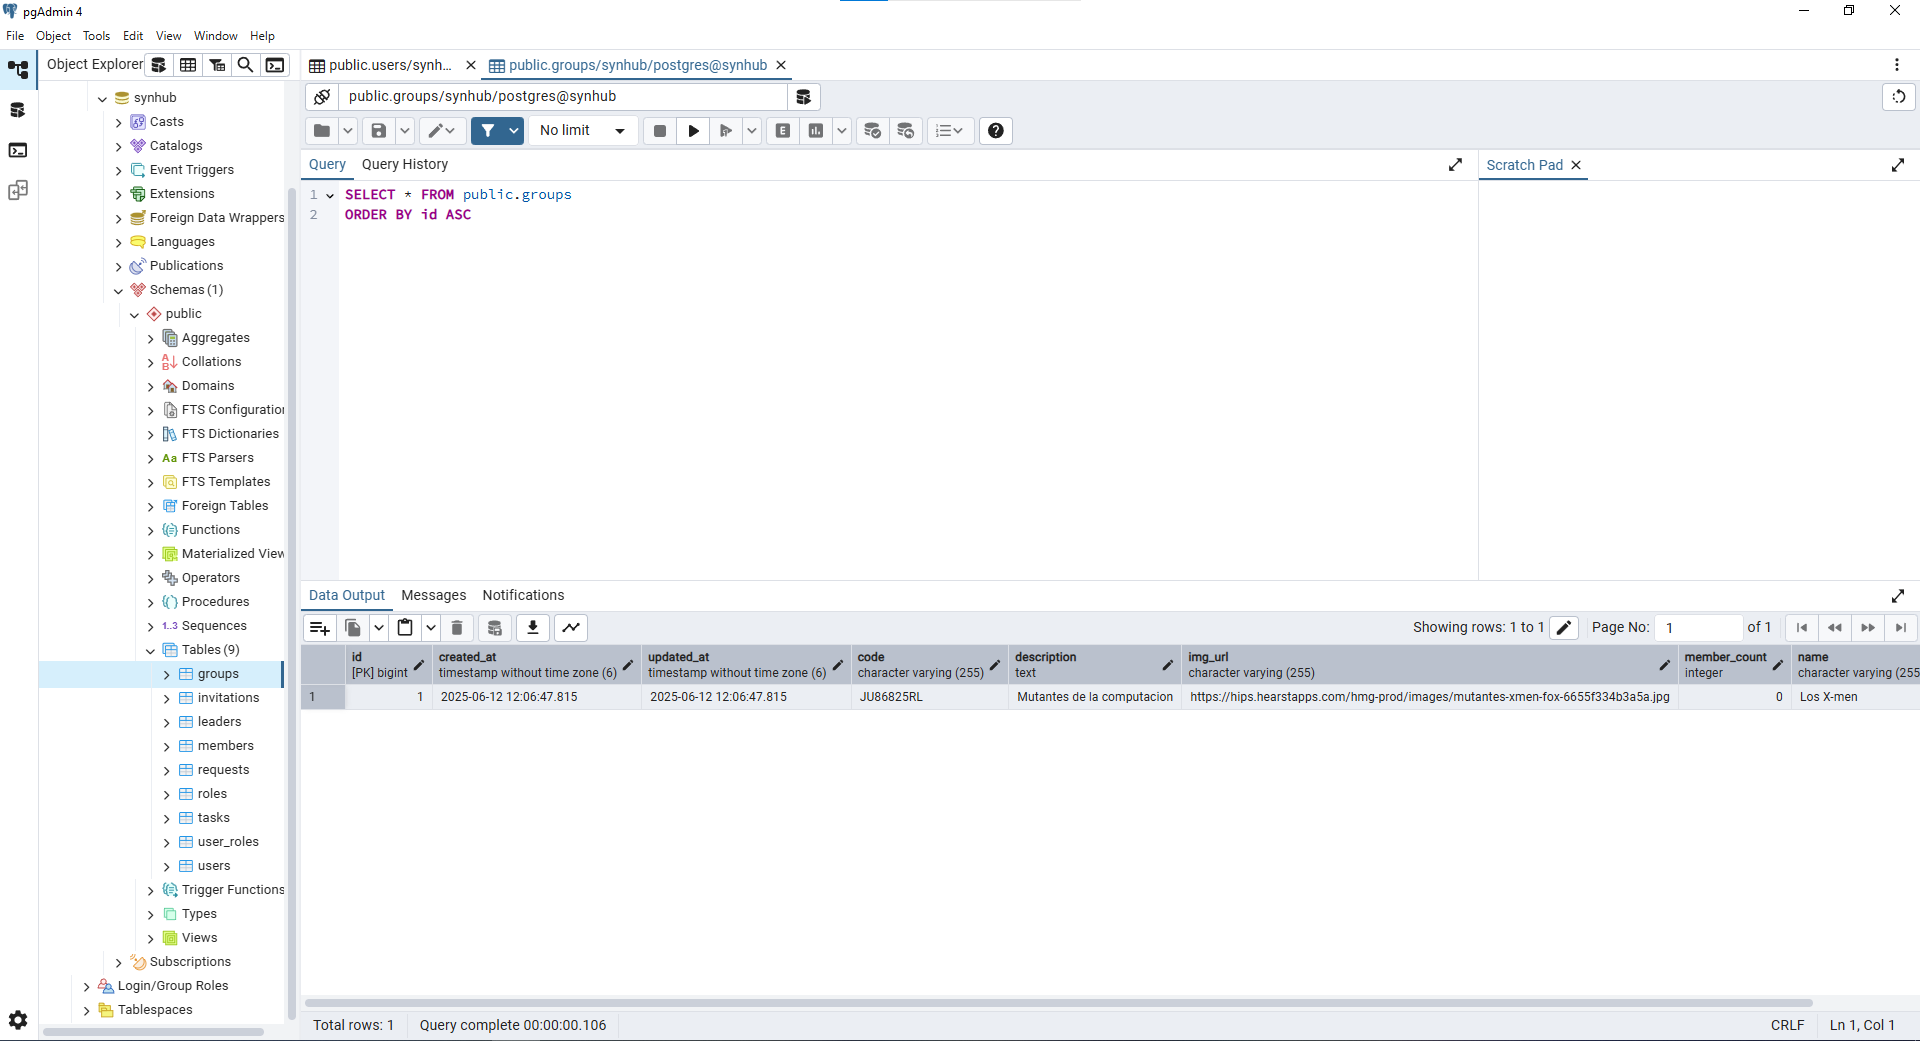 pgAdmin 4
File Object Tools Edit View Window Help
Object Explorer
public.users/synh...
public.groups/synhub/postgres@synhub
public.groups/synhub/postgres@synhub
No limit
E
Query Query History
Scratch Pad
1 SELECT * FROM public.groups
2 ORDER BY id ASC
synhub
Casts
Catalogs
Event Triggers
Extensions
Foreign Data Wrappers
Languages
Publications
Schemas (1)
public
Aggregates
Collations
Domains
FTS Configuration
FTS Dictionaries
Aa FTS Parsers
FTS Templates
Foreign Tables
Functions
Materialized View
Operators
Procedures
1..3 Sequences
Tables (9)
groups
invitations
leaders
members
requests
roles
tasks
user_roles
users
Trigger Functions
Types
Views
Subscriptions
Login/Group Roles
Tablespaces
Data Output Messages Notifications
Showing rows: 1 to 1 Page No: 1 of 1
id created_at updated_at code description img_url member_count name
[PK] bigint timestamp without time zone (6) timestamp without time zone (6) character varying (255) text character varying (255) integer character varying (255
1 1 2025-06-12 12:06:47.815 2025-06-12 12:06:47.815 JU86825RL Mutantes de la computacion https://hips.hearstapps.com/hmg-prod/images/mutantes-xmen-fox-6655f334b3a5a.jpg 0 Los X-men
Total rows: 1 Query complete 00:00:00.106 CRLF Ln 1, Col 1